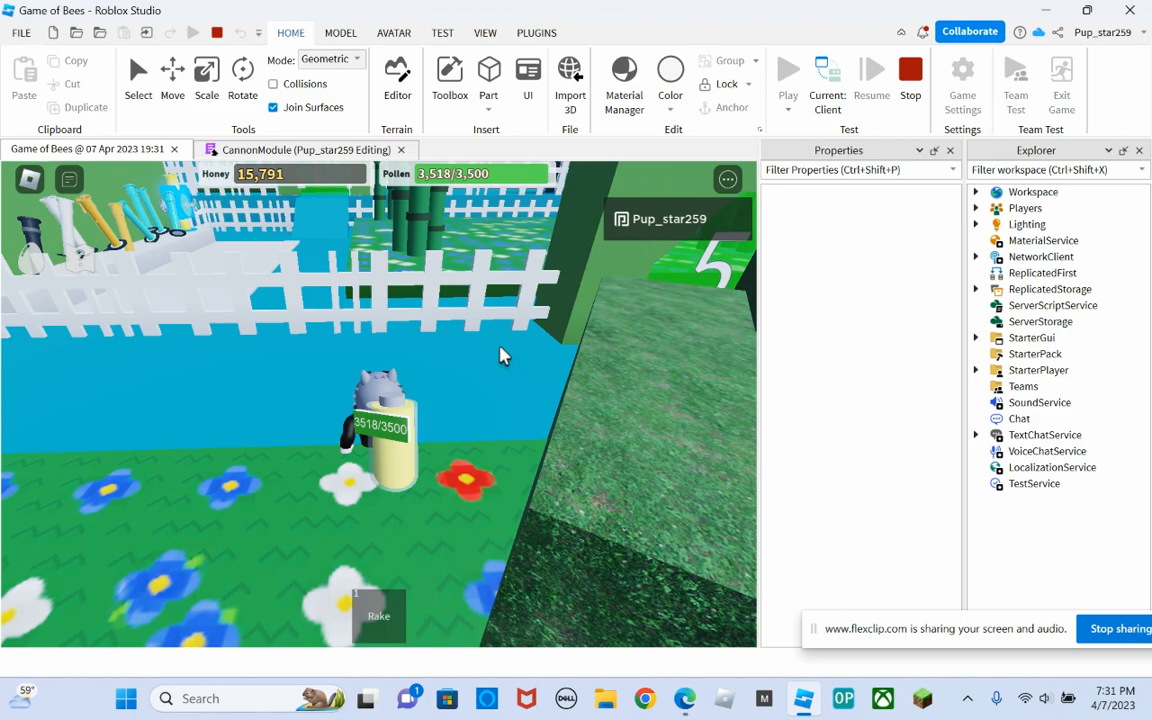 Game of Bees - Roblox Studio
FILE HOME MODEL AVATAR TEST VIEW PLUGINS Collaborate Pup_star259
Paste Copy Cut Duplicate Clipboard
Select Move Scale Rotate Mode: Geometric Collisions Join Surfaces Tools
Editor Terrain
Toolbox Part UI Insert
Import 3D File
Material Manager Color Group Lock Anchor Edit
Play Current: Client Resume Stop Test
Game Settings Settings
Team Test Exit Game Team Test
Game of Bees @ 07 Apr 2023 19:31 CannonModule (Pup_star259 Editing)
Honey 15,791 Pollen 3,518/3,500
Pup_star259
5
3518/3500
1
Rake
Properties
Filter Properties (Ctrl+Shift+P)
Explorer
Filter workspace (Ctrl+Shift+X)
Workspace
Players
Lighting
MaterialService
NetworkClient
ReplicatedFirst
ReplicatedStorage
ServerScriptService
ServerStorage
StarterGui
StarterPack
StarterPlayer
Teams
SoundService
Chat
TextChatService
VoiceChatService
LocalizationService
TestService
www.flexclip.com is sharing your screen and audio. Stop sharing
59°
Search
1
DELL
M
OP
7:31 PM
4/7/2023